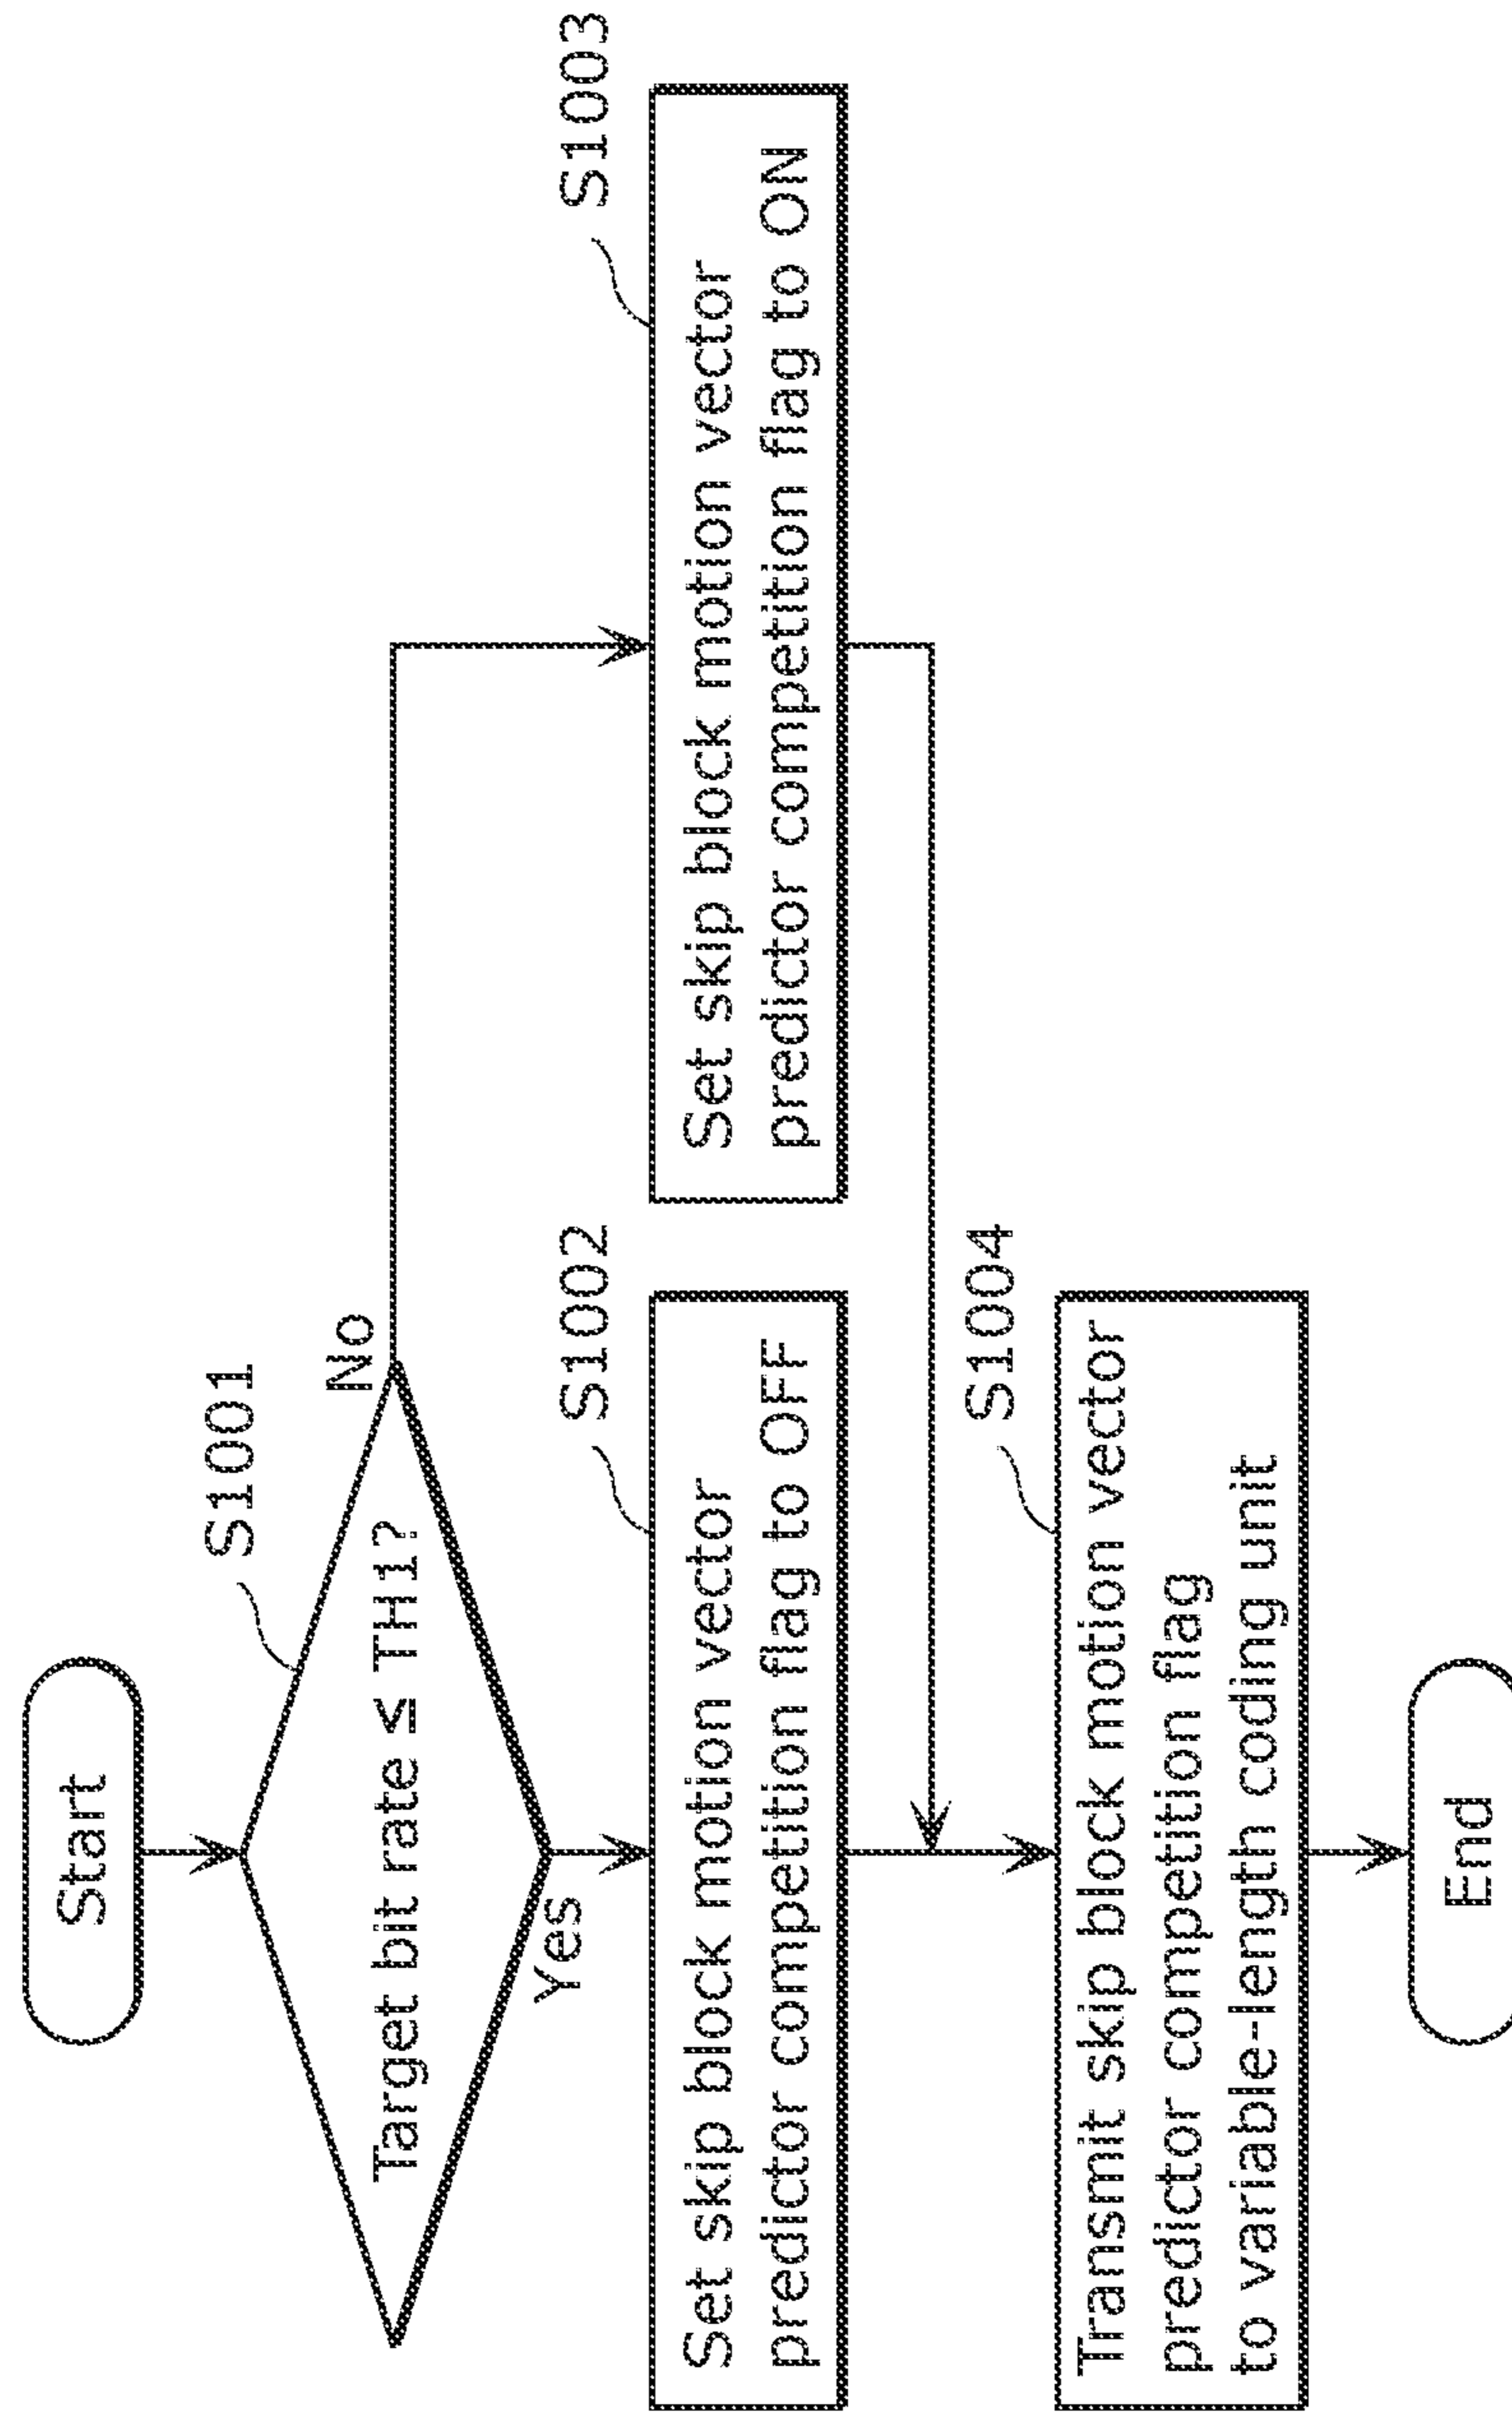 Start
S1001
Target bit rate ≤ TH1?
No
Yes
S1002
Set skip block motion vector
predictor competition flag to OFF
S1003
Set skip block motion vector
predictor competition flag to ON
S1004
Transmit skip block motion vector
predictor competition flag
to variable-length coding unit
End